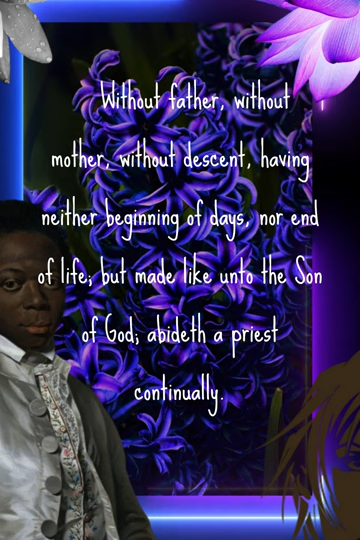 Without father, without
mother, without descent, having
neither beginning of days, nor end
of life; but made like unto the Son
of God; abideth a priest
continually.